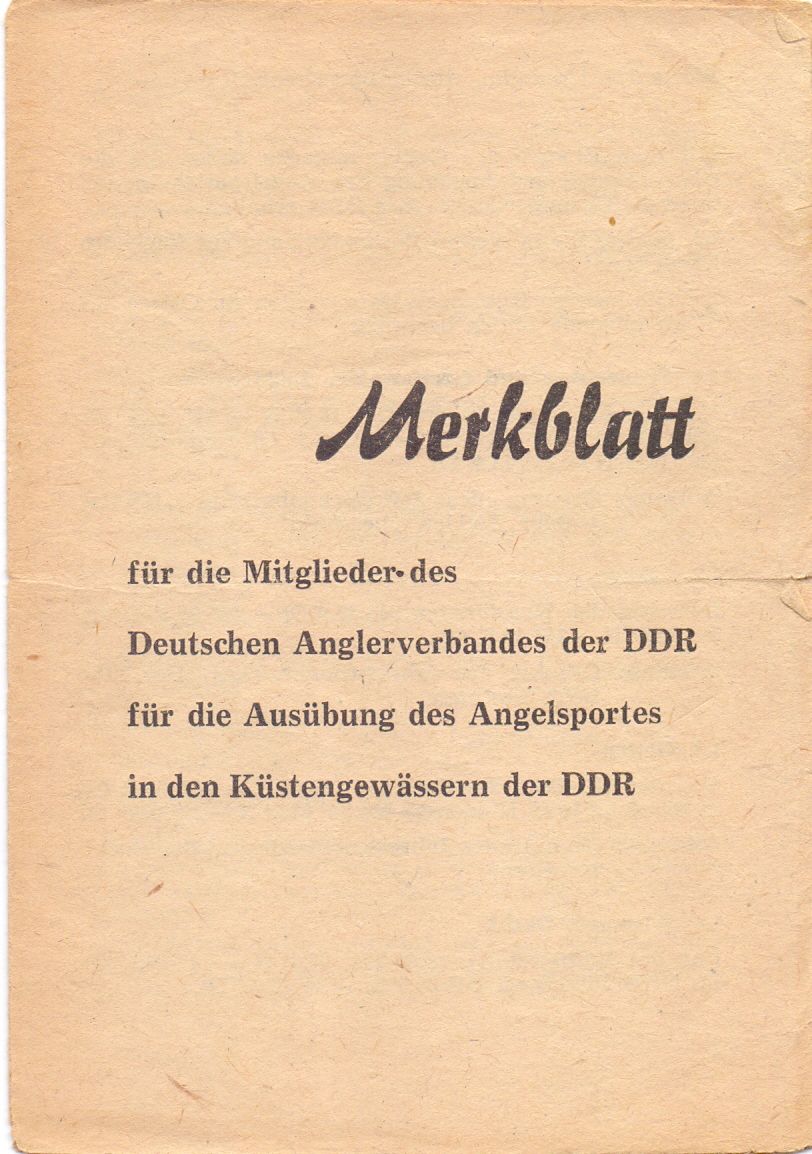 Merkblatt
für die Mitglieder des
Deutschen Anglerverbandes der DDR
für die Ausübung des Angelsportes
in den Küstengewässern der DDR